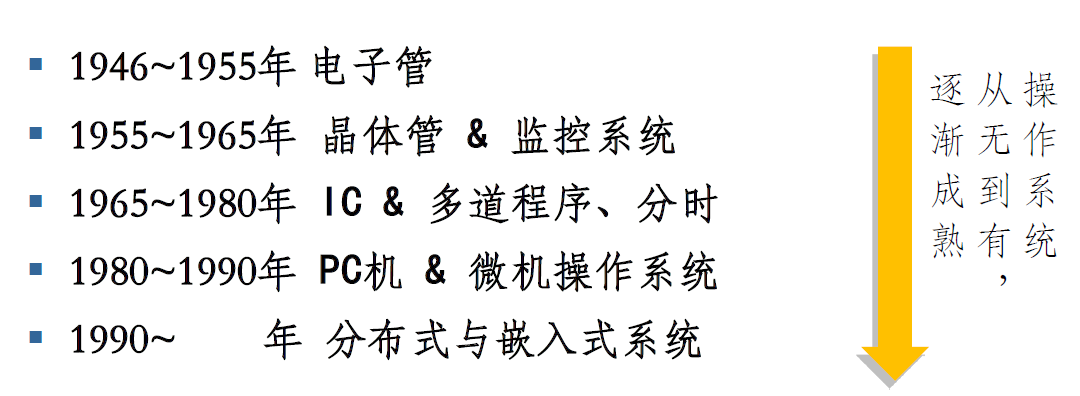 1946~1955年 电子管
1955~1965年 晶体管 & 监控系统
1965~1980年 IC & 多道程序、分时
1980~1990年 PC机 & 微机操作系统
1990~ 年 分布式与嵌入式系统
操作系统
从无到有，
逐渐成熟